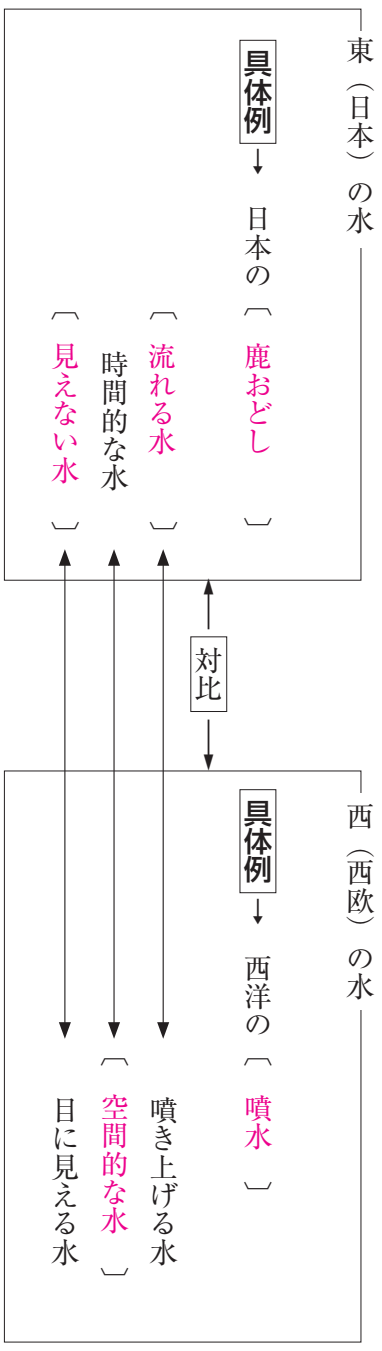 東（日本）の水
具体例→日本の〔 鹿おどし 〕
〔 流れる水 〕
時間的な水
〔 見えない水 〕
対比
西（西欧）の水
具体例→西洋の〔 噴水 〕
噴き上げる水
〔 空間的な水 〕
目に見える水